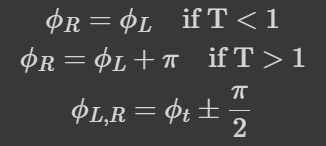 ϕ_R = ϕ_L if T < 1
ϕ_R = ϕ_L + π if T > 1
ϕ_{L,R} = ϕ_t ± π/2